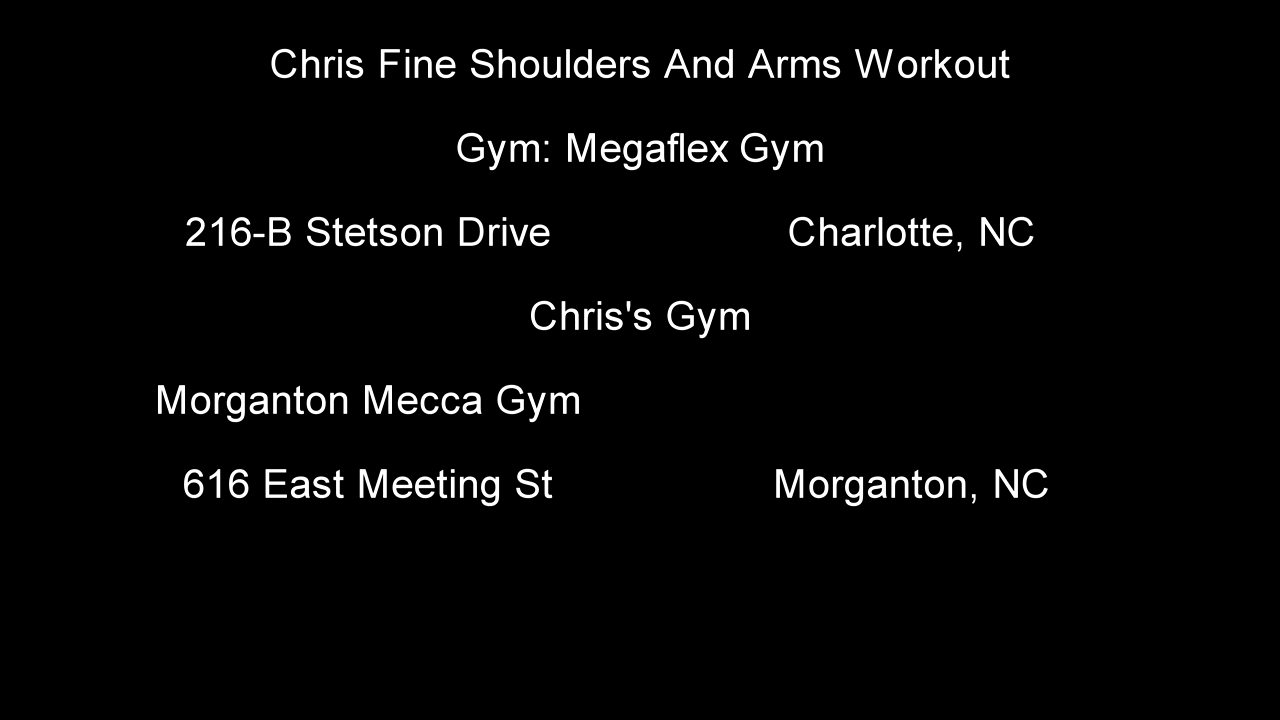 Chris Fine Shoulders And Arms Workout
Gym: Megaflex Gym
216-B Stetson Drive Charlotte, NC
Chris's Gym
Morganton Mecca Gym
616 East Meeting St Morganton, NC